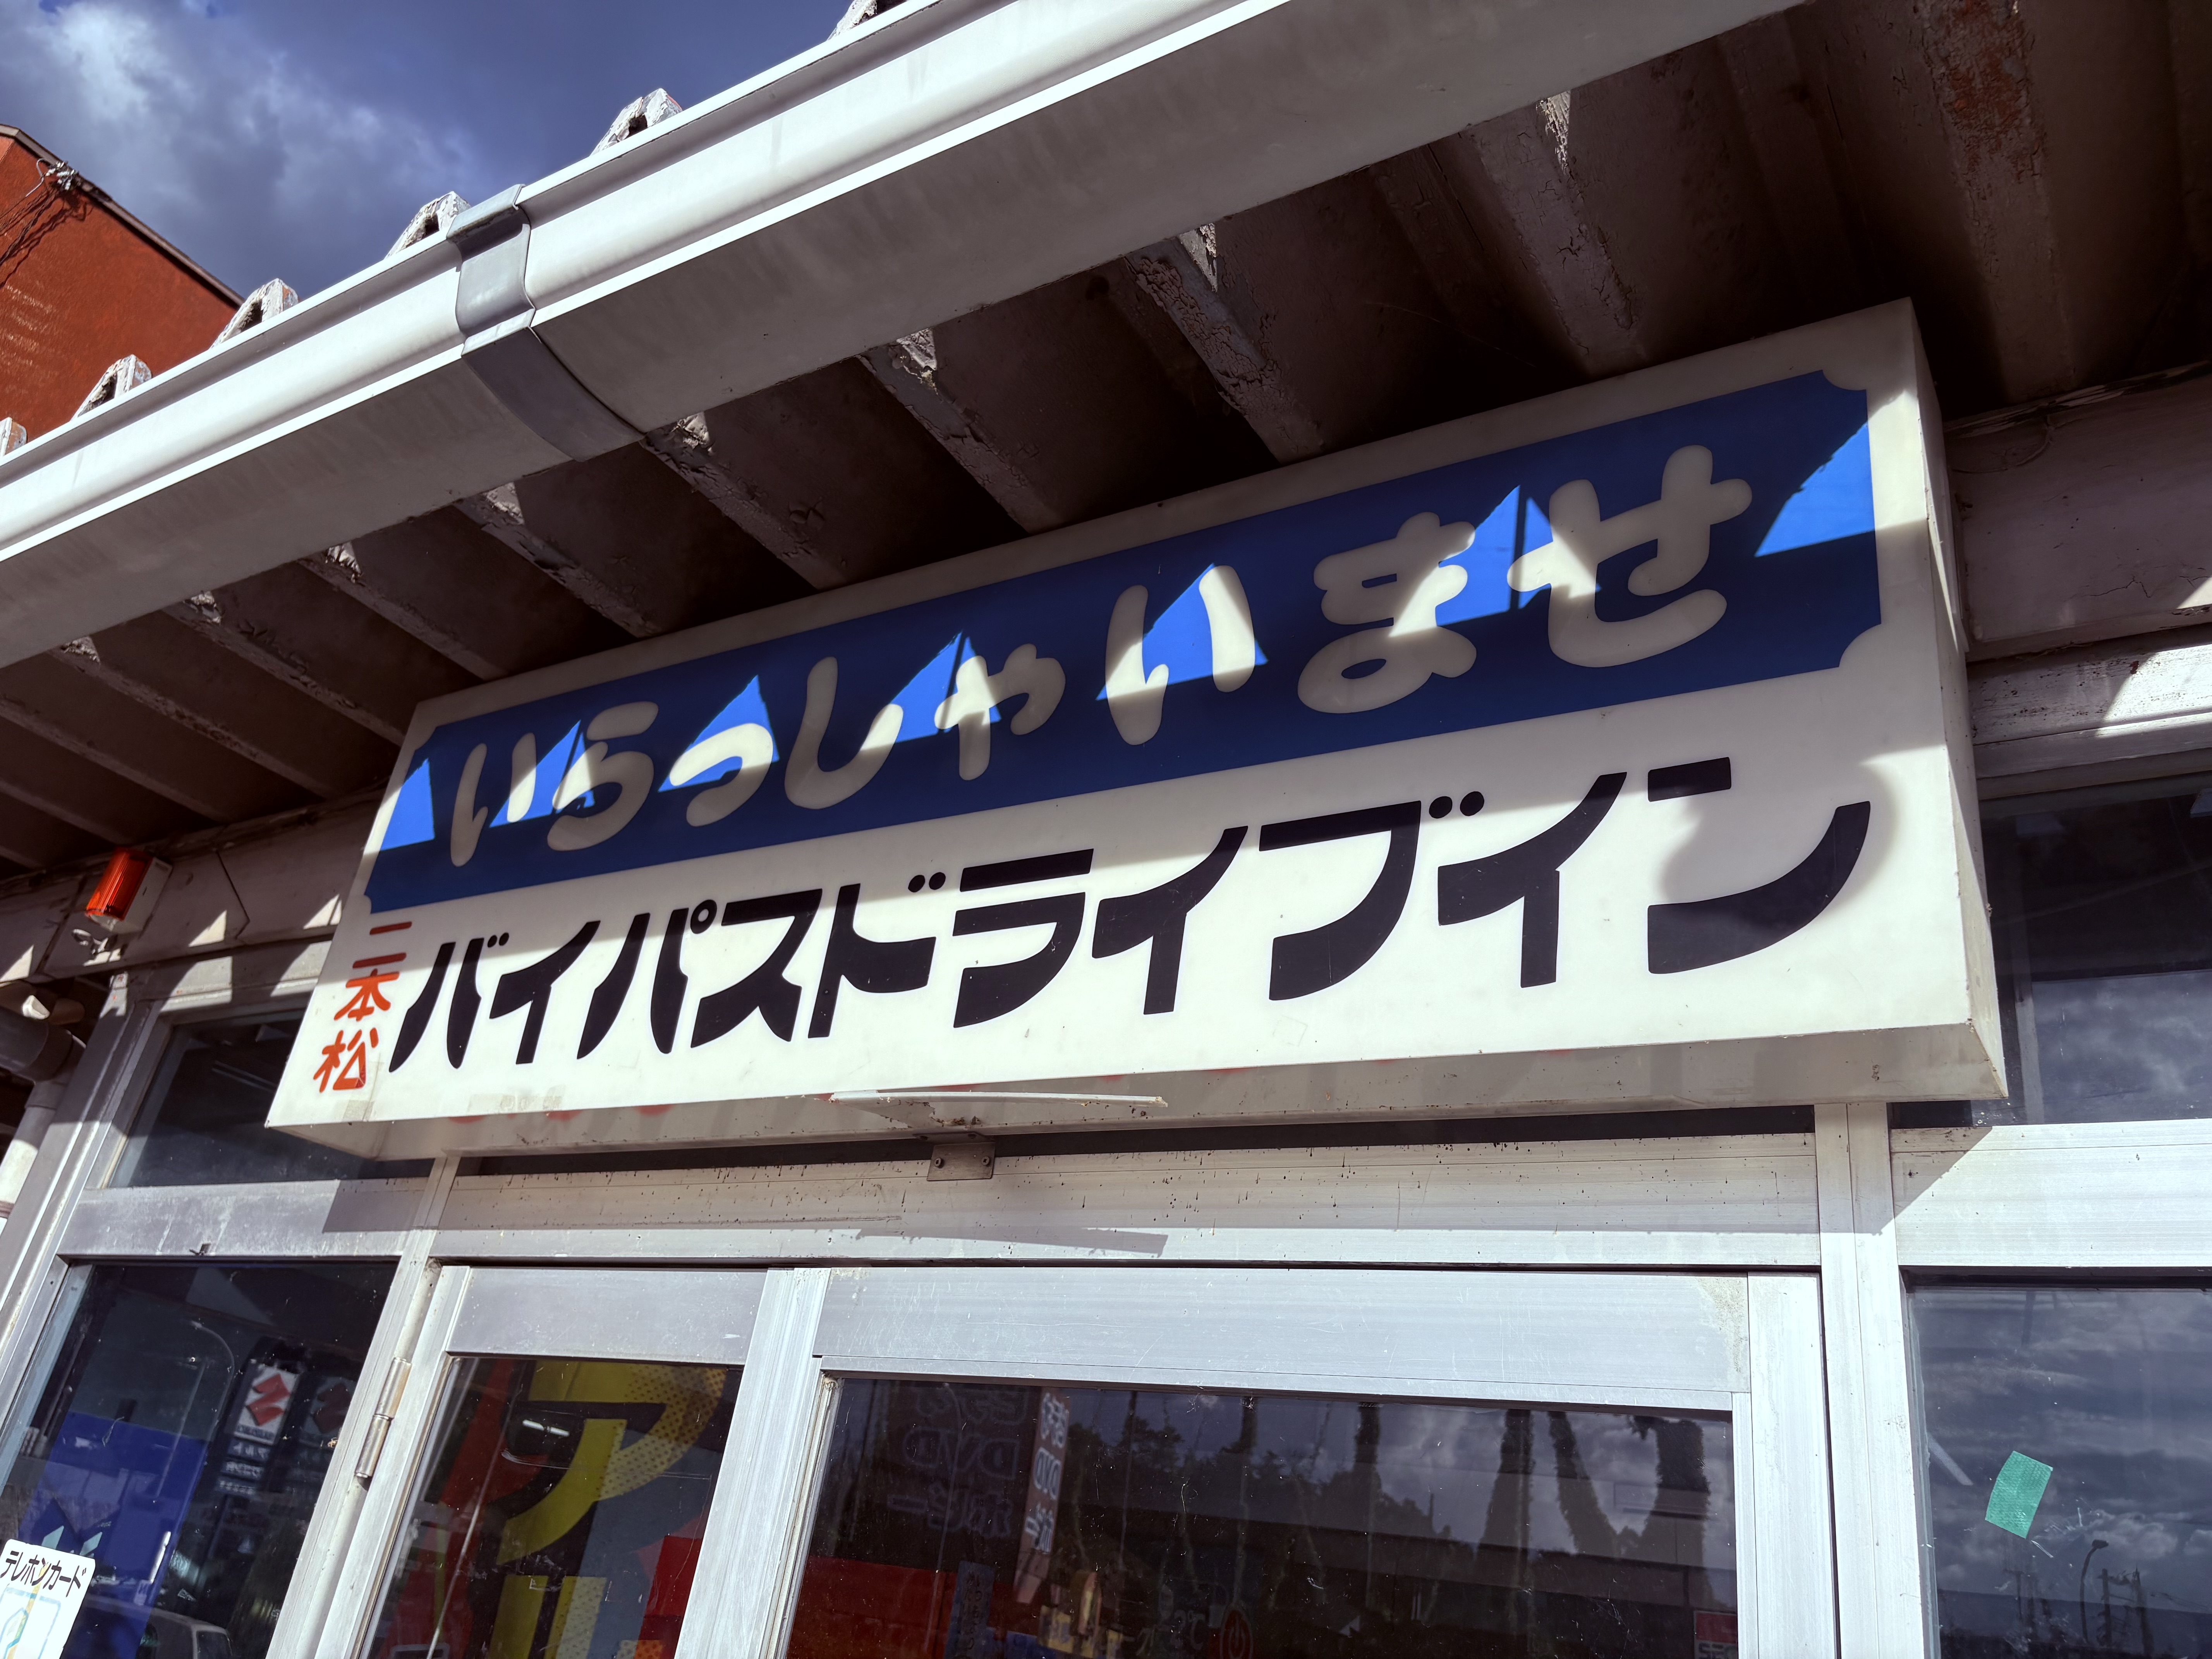 いらっしゃいませ
二本松
バイパスドライブイン
テレホンカード